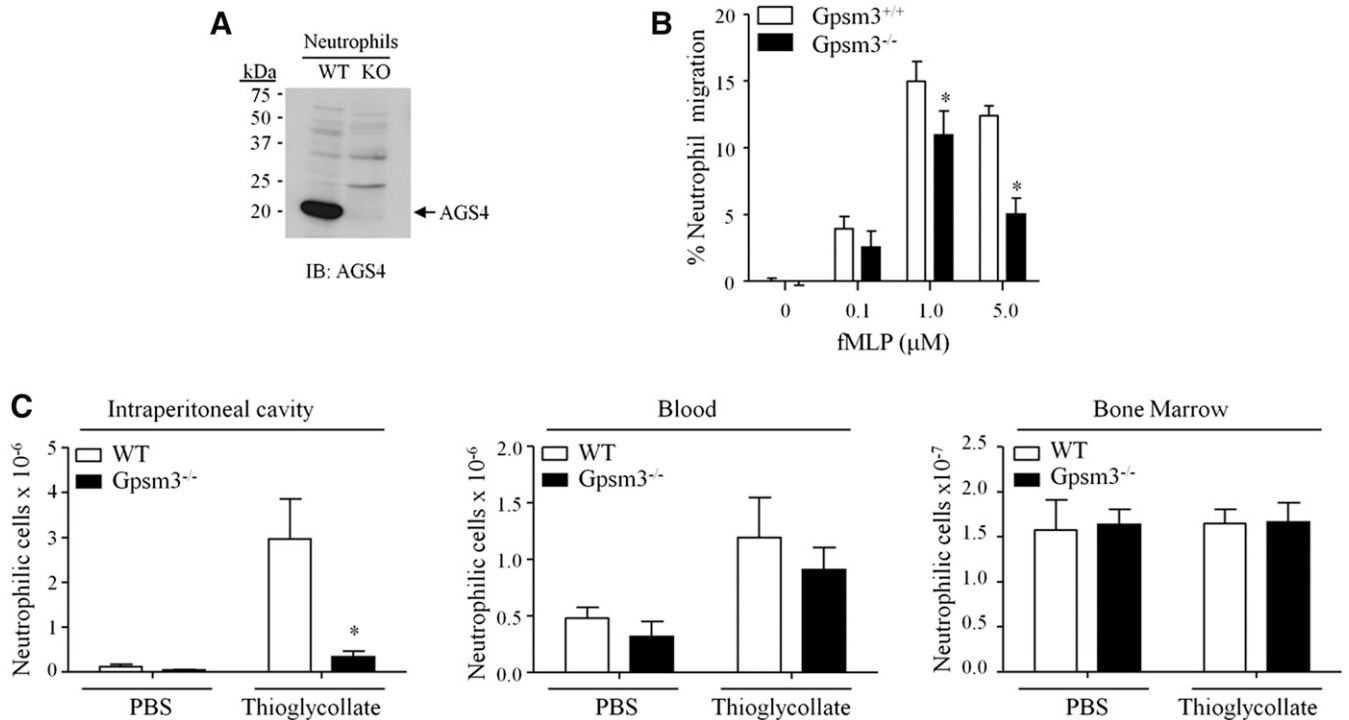 A
Neutrophils
kDa
WT KO
75 -
50 -
37 -
25 -
20 -
AGS4
IB: AGS4
B
Gpsm3+/+
Gpsm3-/-
% Neutrophil migration
20
15
10
5
0
*
*
0 0.1 1.0 5.0
fMLP (μM)
C
Intraperitoneal cavity
WT
Gpsm3-/-
Neutrophilic cells x 10-6
5
4
3
2
1
0
*
PBS Thioglycollate
Blood
WT
Gpsm3-/-
Neutrophilic cells x 10-6
2.0
1.5
1.0
0.5
0.0
PBS Thioglycollate
Bone Marrow
WT
Gpsm3-/-
Neutrophilic cells x10-7
2.5
2.0
1.5
1.0
0.5
0.0
PBS Thioglycollate